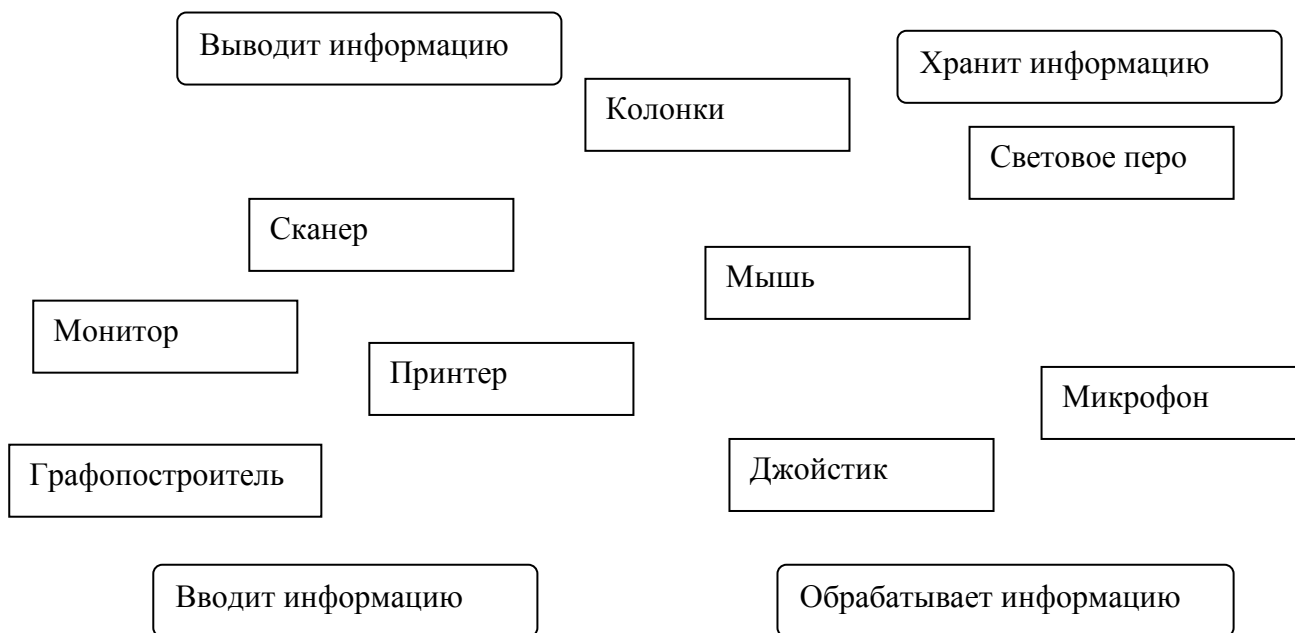 Выводит информацию
Хранит информацию
Колонки
Световое перо
Сканер
Мышь
Монитор
Принтер
Микрофон
Графопостроитель
Джойстик
Вводит информацию
Обрабатывает информацию